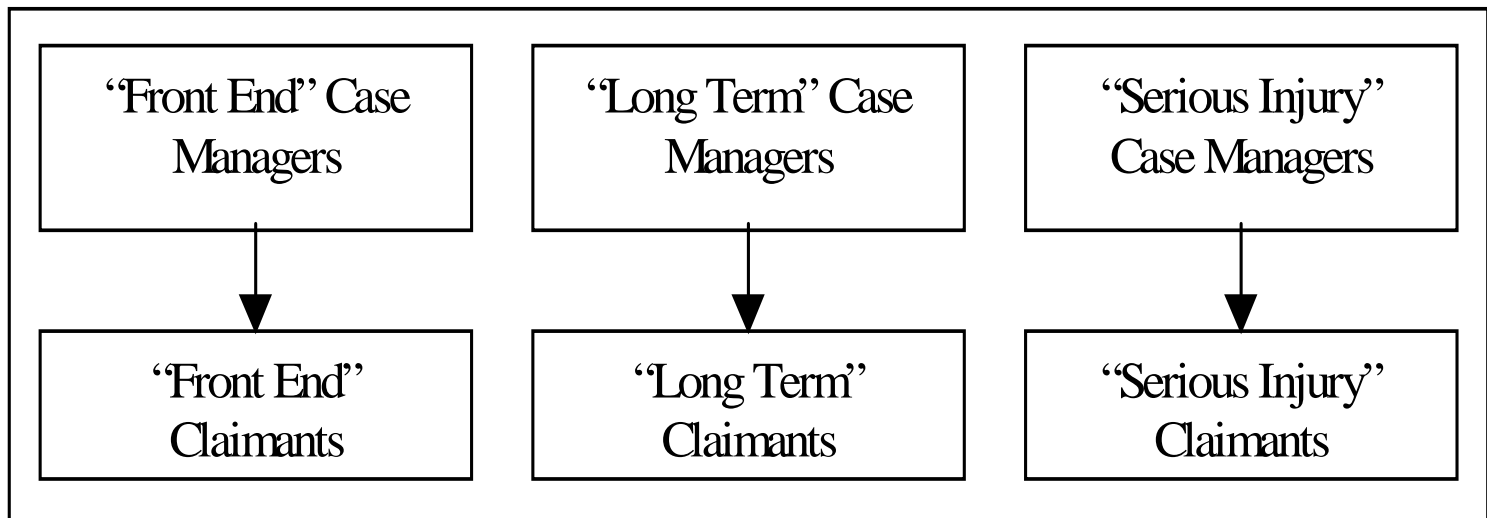 “Front End” Case
Managers
“Long Term” Case
Managers
“Serious Injury”
Case Managers
“Front End”
Claimants
“Long Term”
Claimants
“Serious Injury”
Claimants